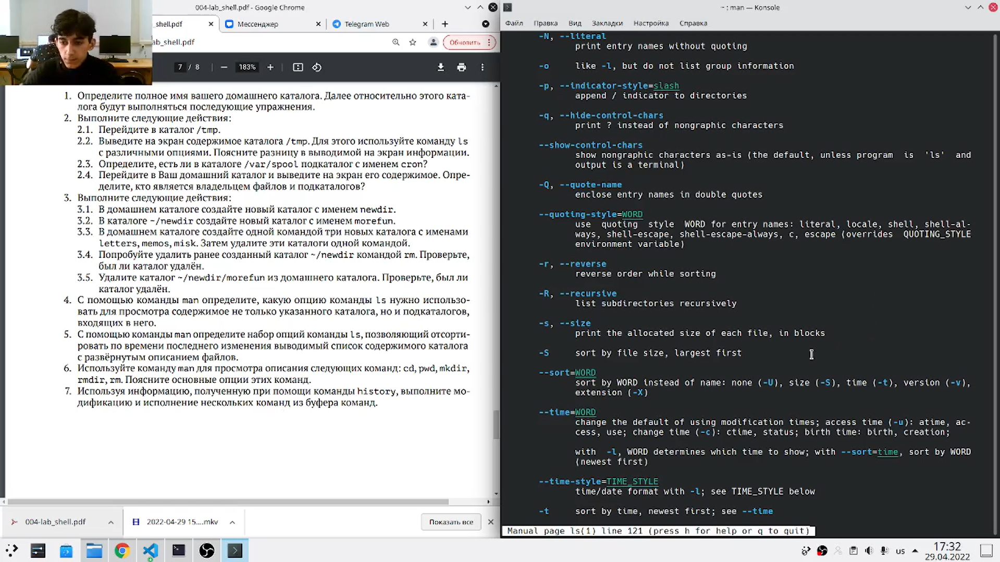 004-lab_shell.pdf - Google Chrome
_shell.pdf
Мессенджер
Telegram Web
ab_shell.pdf
Обновить
7 / 8
183%
1. Определите полное имя вашего домашнего каталога. Далее относительно этого ката-
лога будут выполняться последующие упражнения.
2. Выполните следующие действия:
2.1. Перейдите в каталог /tmp.
2.2. Выведите на экран содержимое каталога /tmp. Для этого используйте команду ls
с различными опциями. Поясните разницу в выводимой на экран информации.
2.3. Определите, есть ли в каталоге /var/spool подкаталог с именем cron?
2.4. Перейдите в Ваш домашний каталог и выведите на экран его содержимое. Опре-
делите, кто является владельцем файлов и подкаталогов?
3. Выполните следующие действия:
3.1. В домашнем каталоге создайте новый каталог с именем newdir.
3.2. В каталоге ~/newdir создайте новый каталог с именем morefun.
3.3. В домашнем каталоге создайте одной командой три новых каталога с именами
letters, memos, misk. Затем удалите эти каталоги одной командой.
3.4. Попробуйте удалить ранее созданный каталог ~/newdir командой rm. Проверьте,
был ли каталог удалён.
3.5. Удалите каталог ~/newdir/morefun из домашнего каталога. Проверьте, был ли
каталог удалён.
4. С помощью команды man определите, какую опцию команды ls нужно использо-
вать для просмотра содержимое не только указанного каталога, но и подкаталогов,
входящих в него.
5. С помощью команды man определите набор опций команды ls, позволяющий отсорти-
ровать по времени последнего изменения выводимый список содержимого каталога
с развёрнутым описанием файлов.
6. Используйте команду man для просмотра описания следующих команд: cd, pwd, mkdir,
rmdir, rm. Поясните основные опции этих команд.
7. Используя информацию, полученную при помощи команды history, выполните мо-
дификацию и исполнение нескольких команд из буфера команд.
004-lab_shell.pdf
2022-04-29 15....mkv
Показать все
~ : man — Konsole
Файл Правка Вид Закладки Настройка Справка
-N, --literal
print entry names without quoting
-o like -l, but do not list group information
-p, --indicator-style=slash
append / indicator to directories
-q, --hide-control-chars
print ? instead of nongraphic characters
--show-control-chars
show nongraphic characters as-is (the default, unless program is 'ls' and
output is a terminal)
-Q, --quote-name
enclose entry names in double quotes
--quoting-style=WORD
use quoting style WORD for entry names: literal, locale, shell, shell-al-
ways, shell-escape, shell-escape-always, c, escape (overrides QUOTING_STYLE
environment variable)
-r, --reverse
reverse order while sorting
-R, --recursive
list subdirectories recursively
-s, --size
print the allocated size of each file, in blocks
-S sort by file size, largest first
--sort=WORD
sort by WORD instead of name: none (-U), size (-S), time (-t), version (-v),
extension (-X)
--time=WORD
change the default of using modification times; access time (-u): atime, ac-
cess, use; change time (-c): ctime, status; birth time: birth, creation;
with -l, WORD determines which time to show; with --sort=time, sort by WORD
(newest first)
--time-style=TIME_STYLE
time/date format with -l; see TIME_STYLE below
-t sort by time, newest first; see --time
Manual page ls(1) line 121 (press h for help or q to quit)
us
17:32
29.04.2022